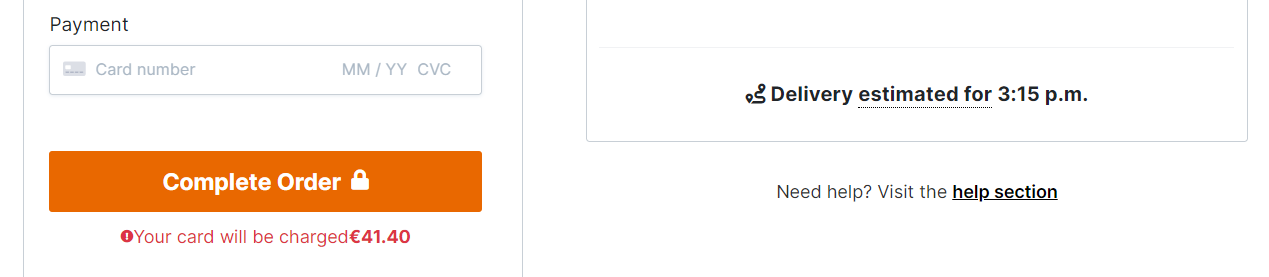 Payment
Card number MM / YY CVC
Complete Order
Your card will be charged€41.40
Delivery estimated for 3:15 p.m.
Need help? Visit the help section